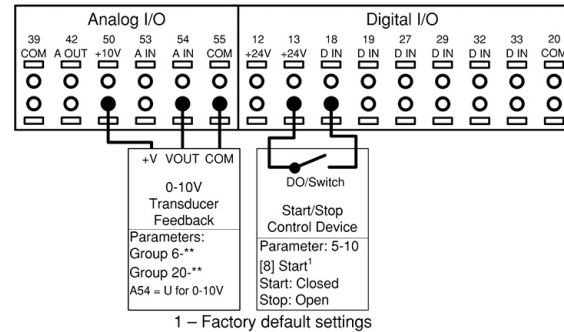 Analog I/O Digital I/O
39 42 50 53 54 55 12 13 18 19 27 29 32 33 20
COM A OUT +10V A IN A IN COM +24V +24V D IN D IN D IN D IN D IN D IN COM
+V VOUT COM
DO/Switch
0-10V
Transducer
Feedback
Parameters:
Group 6-**
Group 20-**
A54 = U for 0-10V
Start/Stop
Control Device
Parameter: 5-10
[8] Start¹
Start: Closed
Stop: Open
1 – Factory default settings